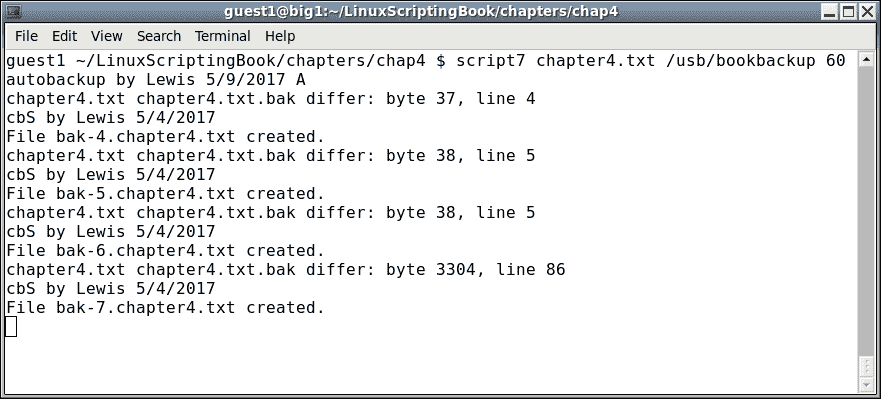 guest1@big1:~/LinuxScriptingBook/chapters/chap4
File Edit View Search Terminal Help
guest1 ~/LinuxScriptingBook/chapters/chap4 $ script7 chapter4.txt /usb/bookbackup 60
autobackup by Lewis 5/9/2017 A
chapter4.txt chapter4.txt.bak differ: byte 37, line 4
cbS by Lewis 5/4/2017
File bak-4.chapter4.txt created.
chapter4.txt chapter4.txt.bak differ: byte 38, line 5
cbS by Lewis 5/4/2017
File bak-5.chapter4.txt created.
chapter4.txt chapter4.txt.bak differ: byte 38, line 5
cbS by Lewis 5/4/2017
File bak-6.chapter4.txt created.
chapter4.txt chapter4.txt.bak differ: byte 3304, line 86
cbS by Lewis 5/4/2017
File bak-7.chapter4.txt created.